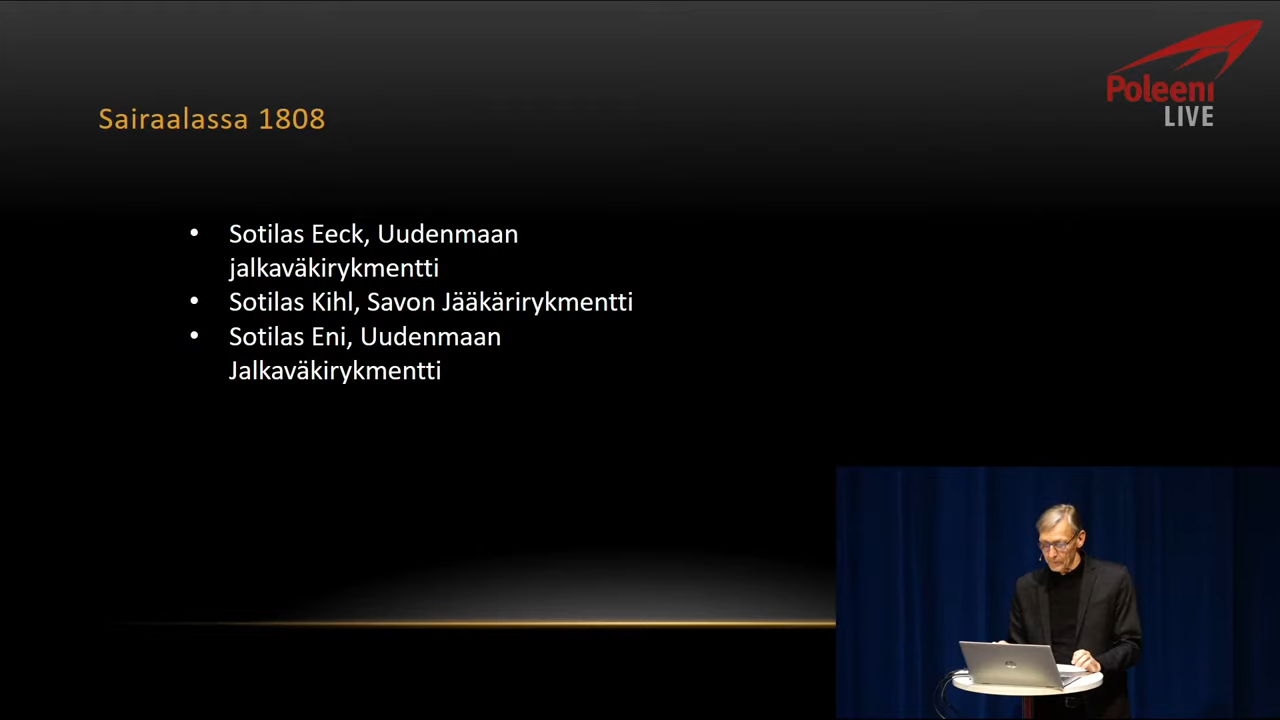 Poleeni
LIVE
Sairaalassa 1808
• Sotilas Eeck, Uudenmaan
jalkaväkirykmentti
• Sotilas Kihl, Savon Jääkärirykmentti
• Sotilas Eni, Uudenmaan
Jalkaväkirykmentti